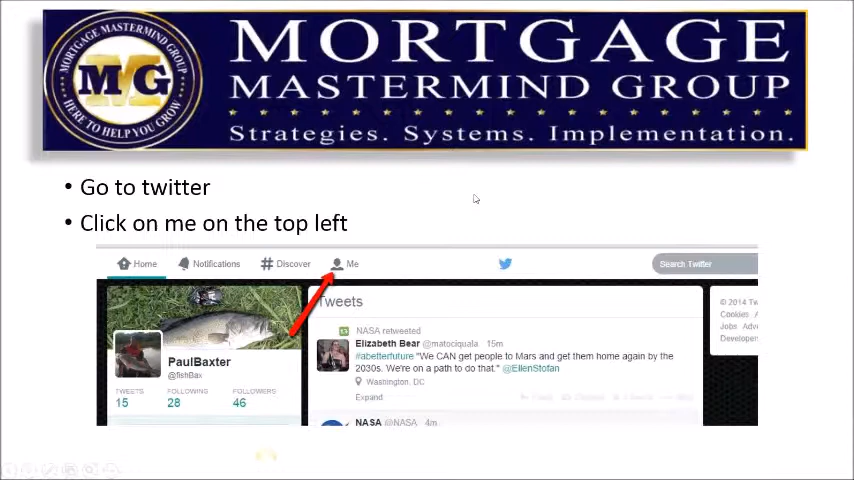 MORTGAGE MASTERMIND GROUP
MG
HERE TO HELP YOU GROW
MORTGAGE
MASTERMIND GROUP
Strategies. Systems. Implementation.
• Go to twitter
• Click on me on the top left
Home Notifications Discover Me Search Twitter
Tweets
© 2014 Tw
Cookies A
Jobs Adve
Developer
NASA retweeted
Elizabeth Bear @matociquala 15m
#abetterfuture "We CAN get people to Mars and get them home again by the
2030s. We're on a path to do that." @EllenStofan
Washington, DC
Expand
PaulBaxter
@fishBax
TWEETS FOLLOWING FOLLOWERS
15 28 46
NASA @NASA 4m